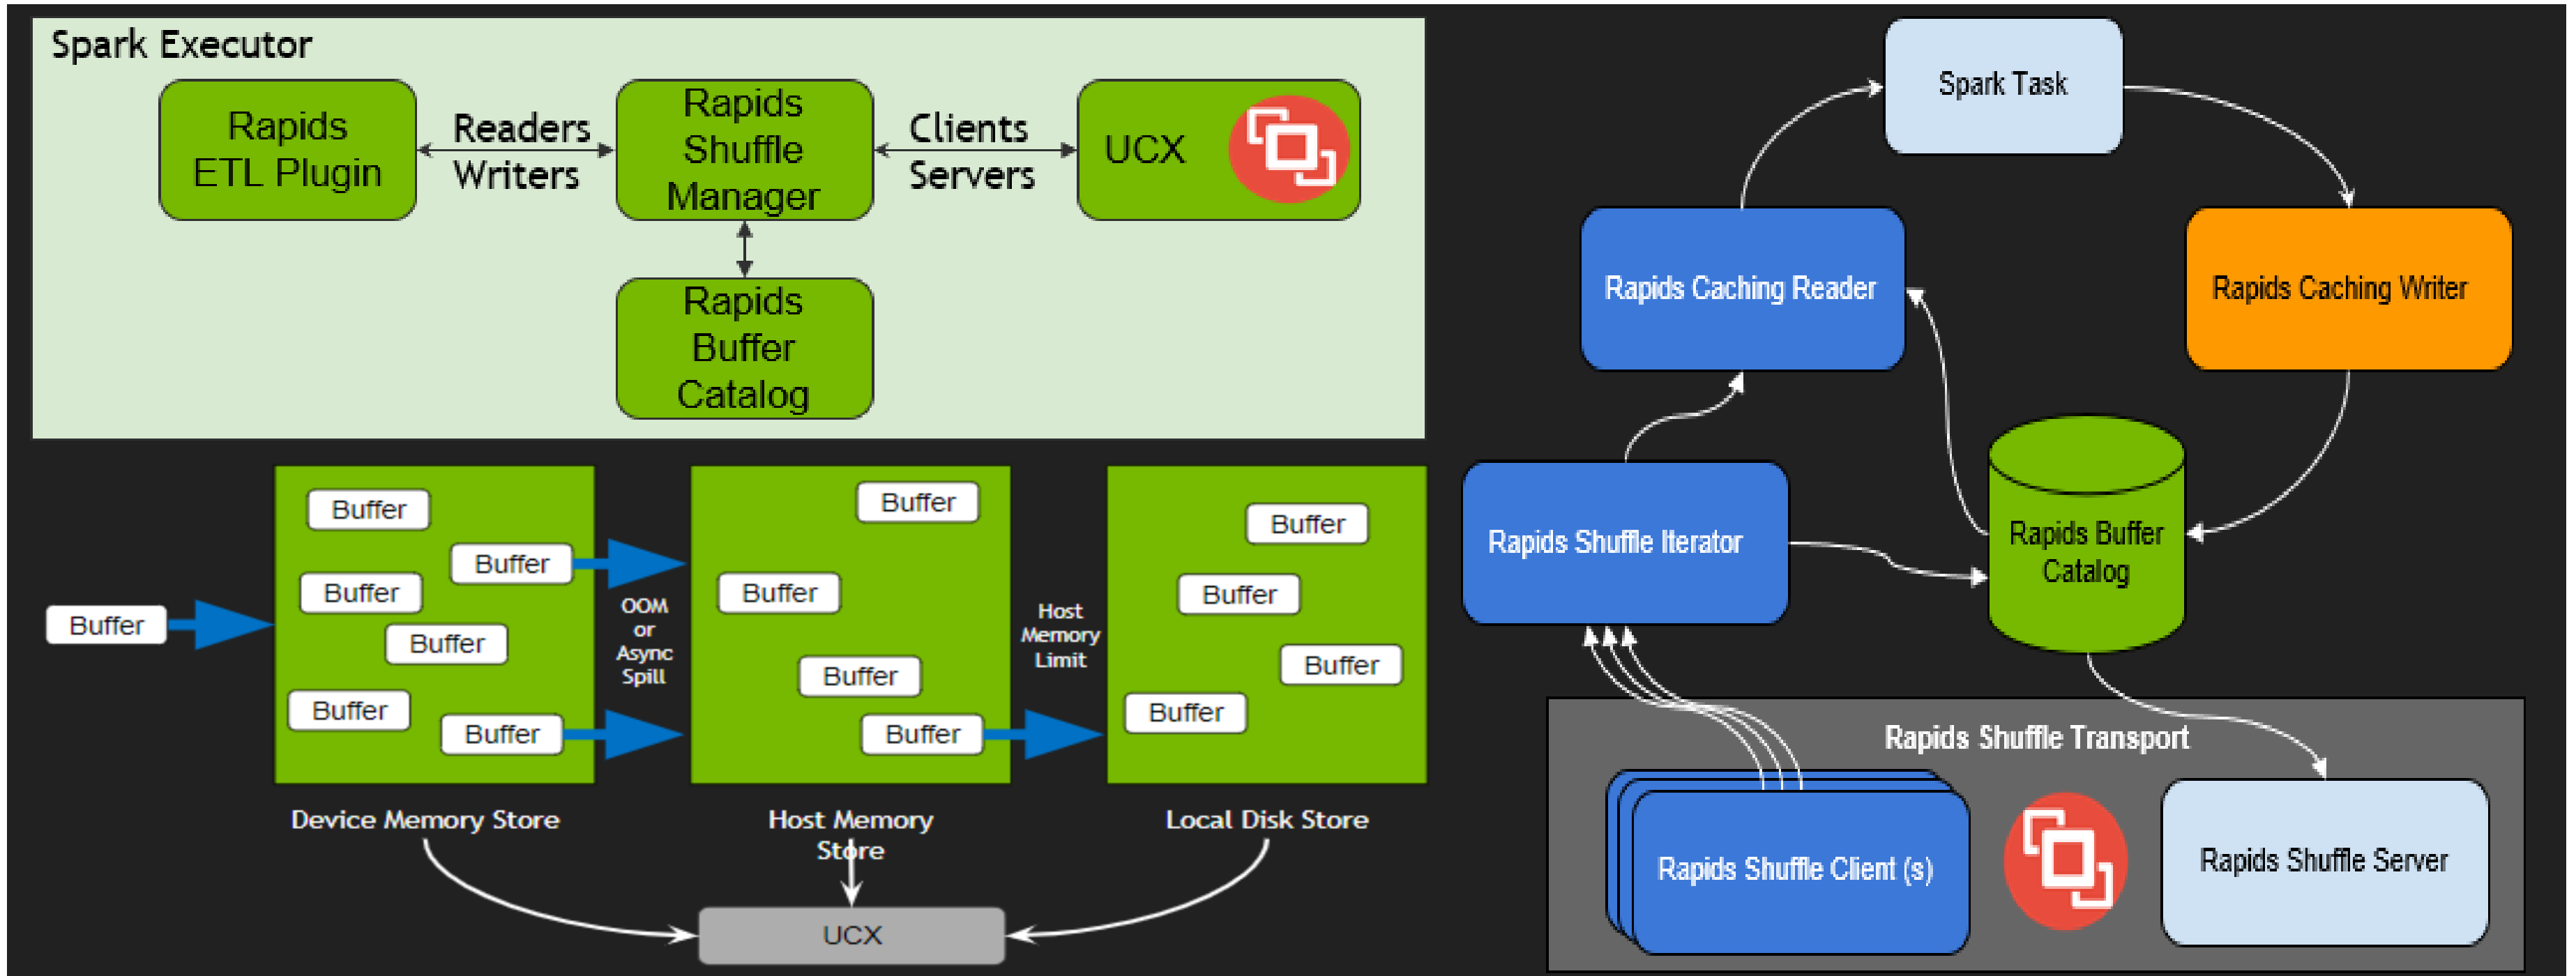 Spark Executor
Rapids
ETL Plugin
Readers
Writers
Rapids
Shuffle
Manager
Clients
Servers
UCX
Rapids
Buffer
Catalog
Buffer
Buffer
Buffer
Buffer
Buffer
Buffer
Buffer
OOM
or
Async
Spill
Buffer
Buffer
Buffer
Buffer
Host
Memory
Limit
Buffer
Buffer
Buffer
Buffer
Device Memory Store
Host Memory
Store
Local Disk Store
UCX
Spark Task
Rapids Caching Reader
Rapids Caching Writer
Rapids Shuffle Iterator
Rapids Buffer
Catalog
Rapids Shuffle Transport
Rapids Shuffle Client (s)
Rapids Shuffle Server